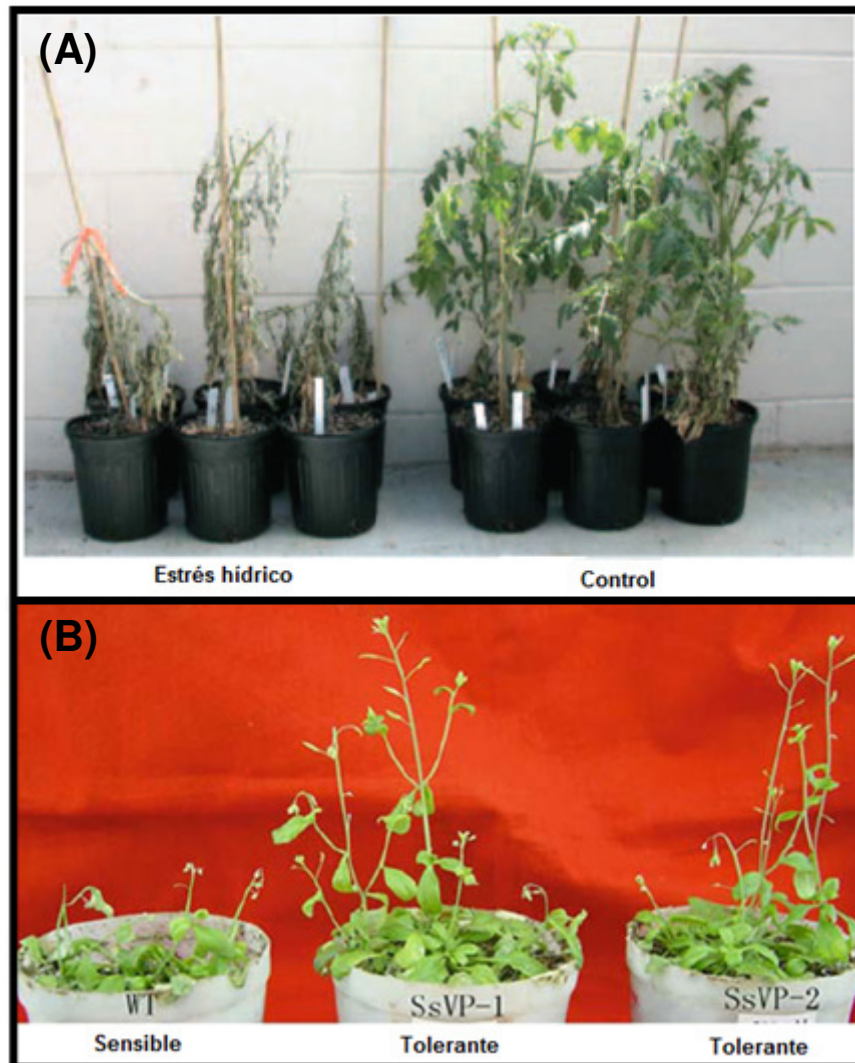 (A)
Estrés hídrico Control
(B)
WT SsVP-1 SsVP-2
Sensible Tolerante Tolerante